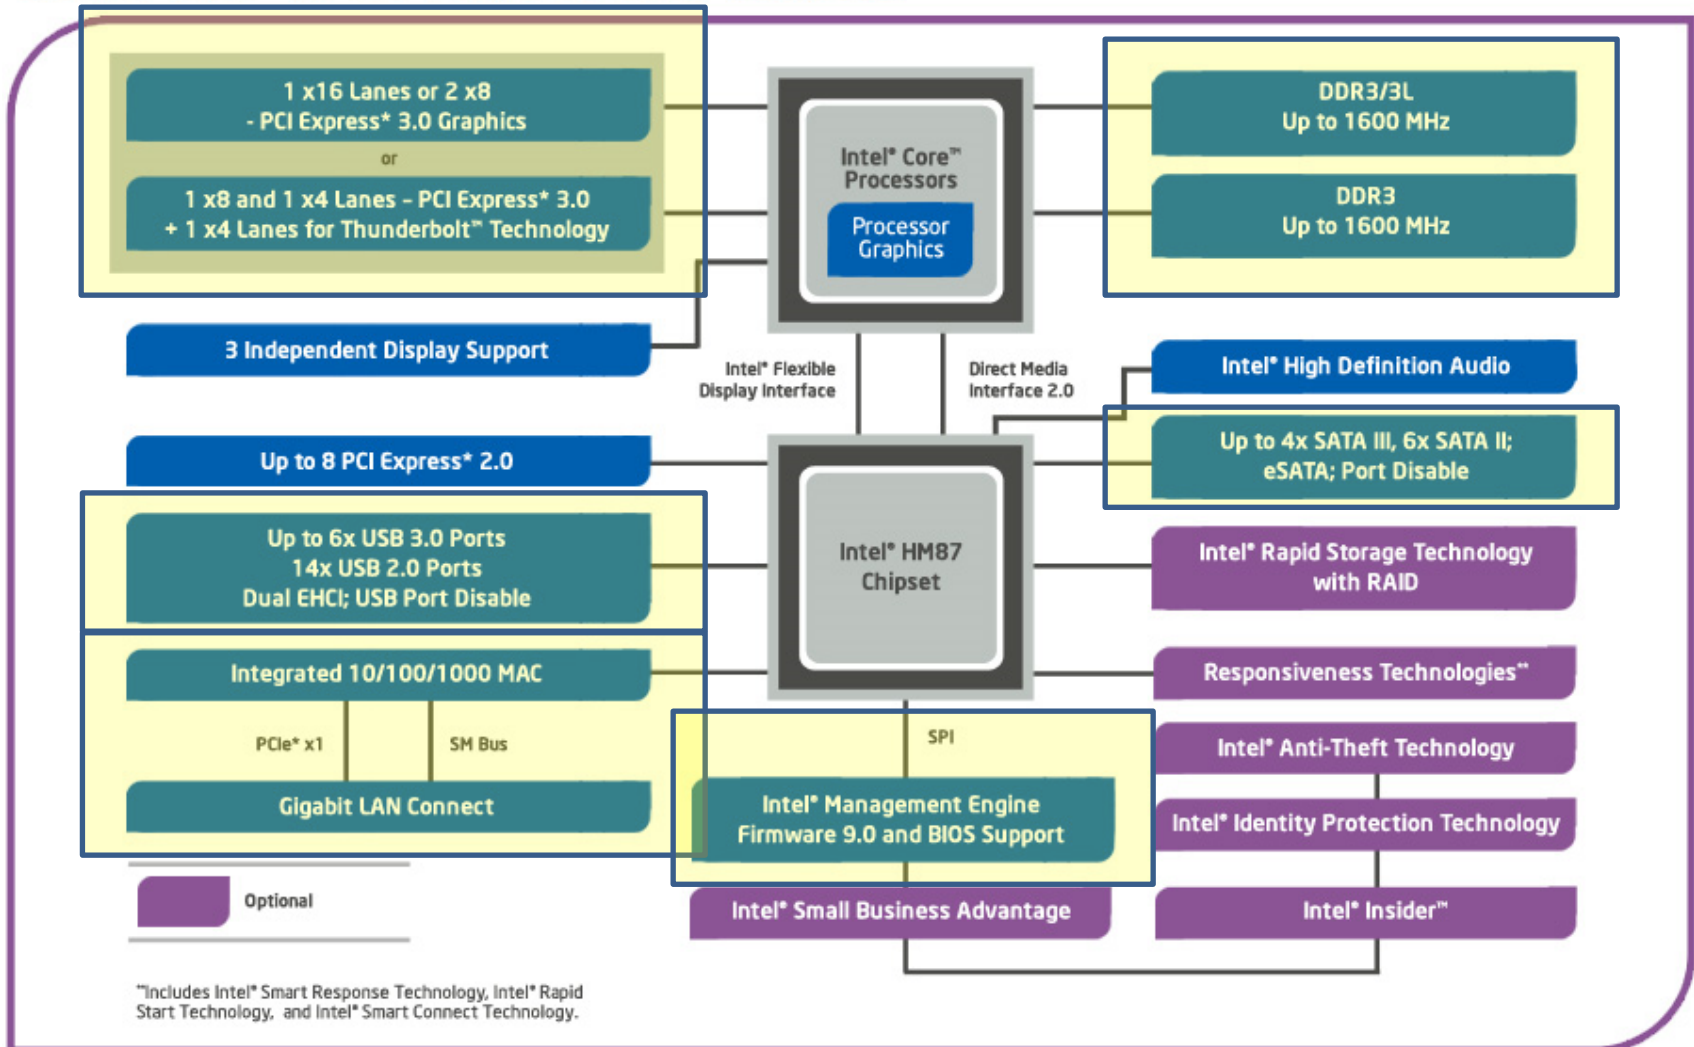 1 x16 Lanes or 2 x8
- PCI Express* 3.0 Graphics
or
1 x8 and 1 x4 Lanes – PCI Express* 3.0
+ 1 x4 Lanes for Thunderbolt™ Technology
3 Independent Display Support
Up to 8 PCI Express* 2.0
Up to 6x USB 3.0 Ports
14x USB 2.0 Ports
Dual EHCI; USB Port Disable
Integrated 10/100/1000 MAC
PCIe* x1
SM Bus
Gigabit LAN Connect
Optional
Intel® Core™
Processors
Processor
Graphics
Intel® Flexible
Display Interface
Direct Media
Interface 2.0
Intel® HM87
Chipset
SPI
Intel® Management Engine
Firmware 9.0 and BIOS Support
Intel® Small Business Advantage
DDR3/3L
Up to 1600 MHz
DDR3
Up to 1600 MHz
Intel® High Definition Audio
Up to 4x SATA III, 6x SATA II;
eSATA; Port Disable
Intel® Rapid Storage Technology
with RAID
Responsiveness Technologies**
Intel® Anti-Theft Technology
Intel® Identity Protection Technology
Intel® Insider™
**Includes Intel® Smart Response Technology, Intel® Rapid
Start Technology, and Intel® Smart Connect Technology.